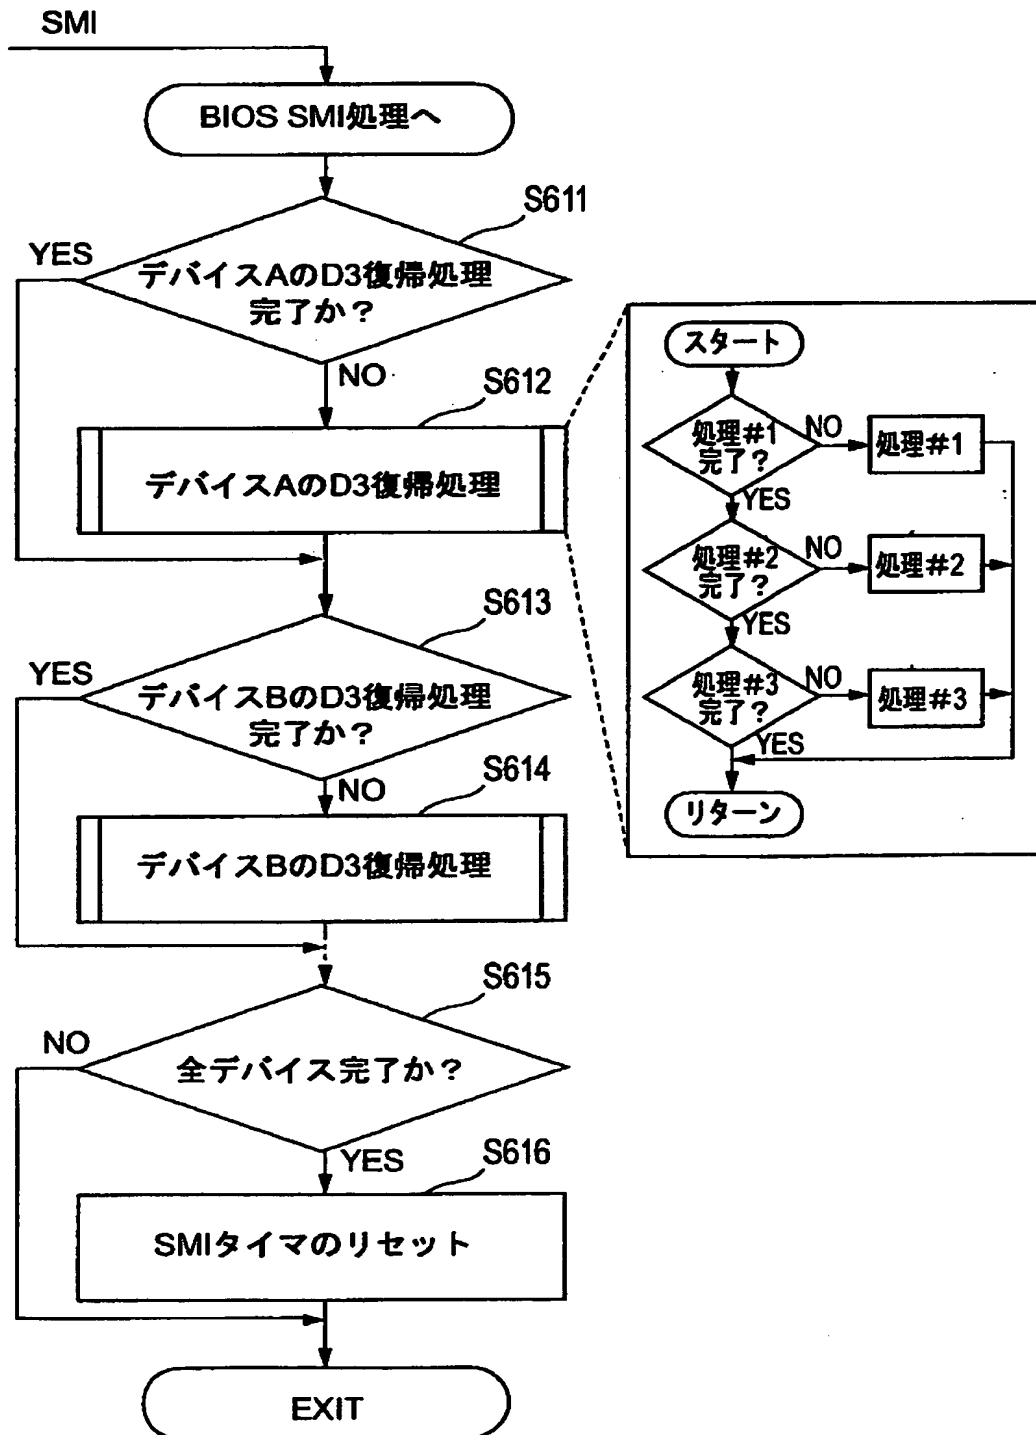 SMI
BIOS SMI処理へ
S611
YES
デバイスAのD3復帰処理
完了か？
NO
S612
デバイスAのD3復帰処理
S613
YES
デバイスBのD3復帰処理
完了か？
NO
S614
デバイスBのD3復帰処理
S615
NO
全デバイス完了か？
YES
S616
SMIタイマのリセット
EXIT
スタート
処理#1
完了？
NO
処理#1
YES
処理#2
完了？
NO
処理#2
YES
処理#3
完了？
NO
処理#3
YES
リターン